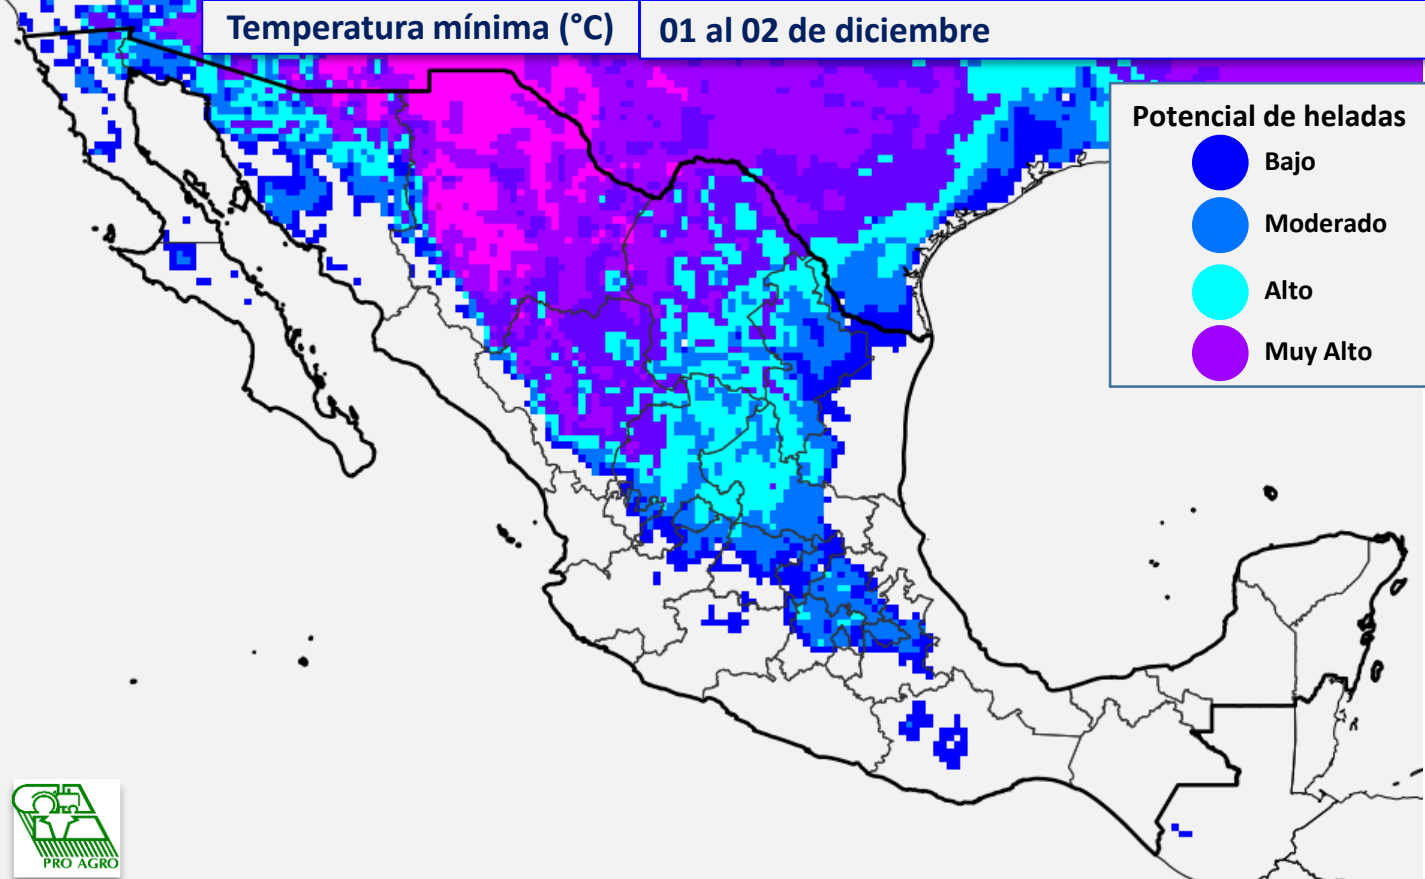 Temperatura mínima (°C)
01 al 02 de diciembre
Potencial de heladas
Bajo
Moderado
Alto
Muy Alto
PRO AGRO